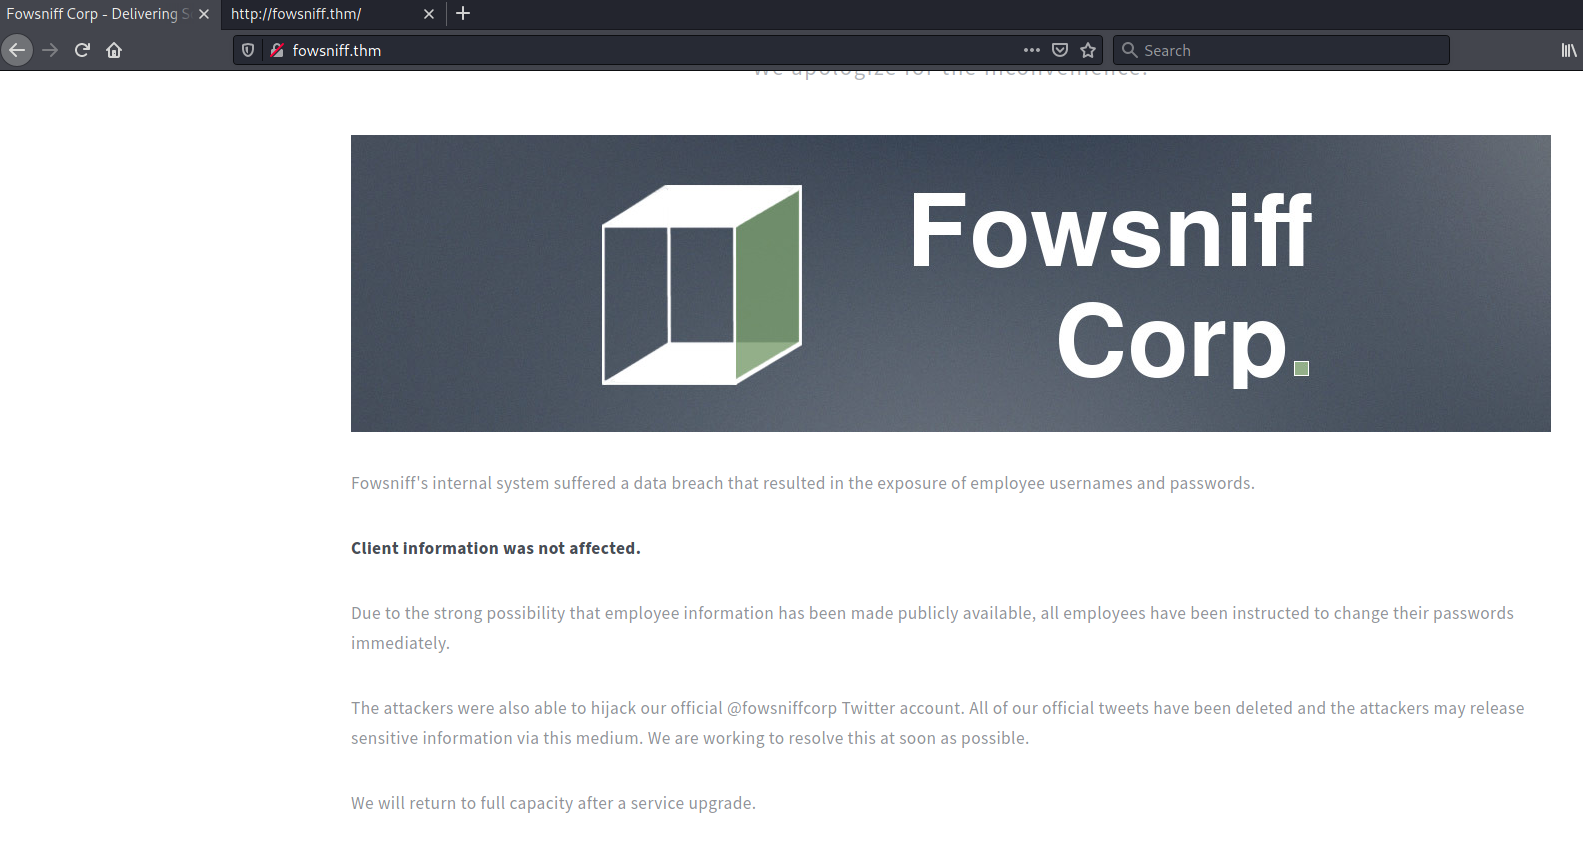 Fowsniff Corp - Delivering S
http://fowsniff.thm/
fowsniff.thm
Search
We apologize for the inconvenience.
Fowsniff
Corp.
Fowsniff's internal system suffered a data breach that resulted in the exposure of employee usernames and passwords.
Client information was not affected.
Due to the strong possibility that employee information has been made publicly available, all employees have been instructed to change their passwords
immediately.
The attackers were also able to hijack our official @fowsniffcorp Twitter account. All of our official tweets have been deleted and the attackers may release
sensitive information via this medium. We are working to resolve this at soon as possible.
We will return to full capacity after a service upgrade.